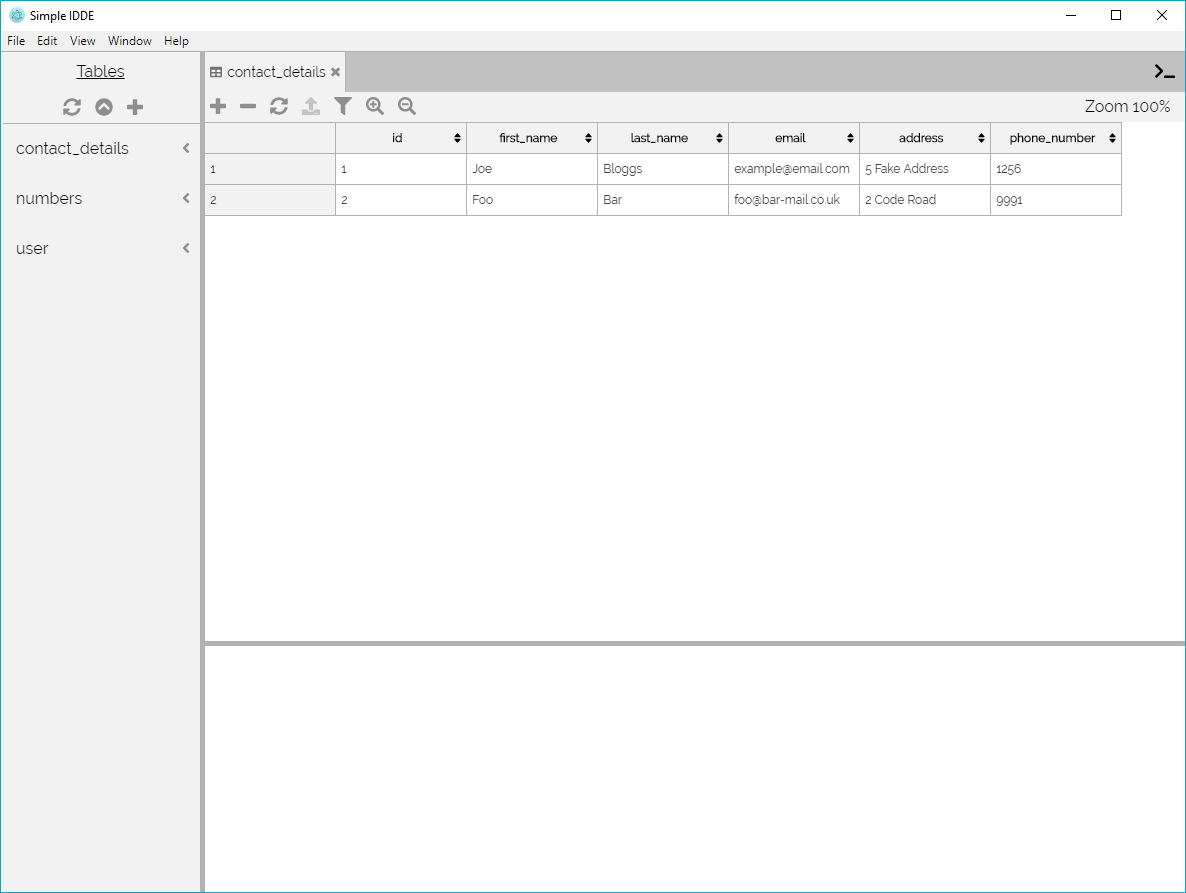 Simple IDDE
File Edit View Window Help
Tables
contact_details
numbers
user
contact_details
Zoom 100%
id first_name last_name email address phone_number
1 1 Joe Bloggs example@email.com 5 Fake Address 1256
2 2 Foo Bar foo@bar-mail.co.uk 2 Code Road 9991